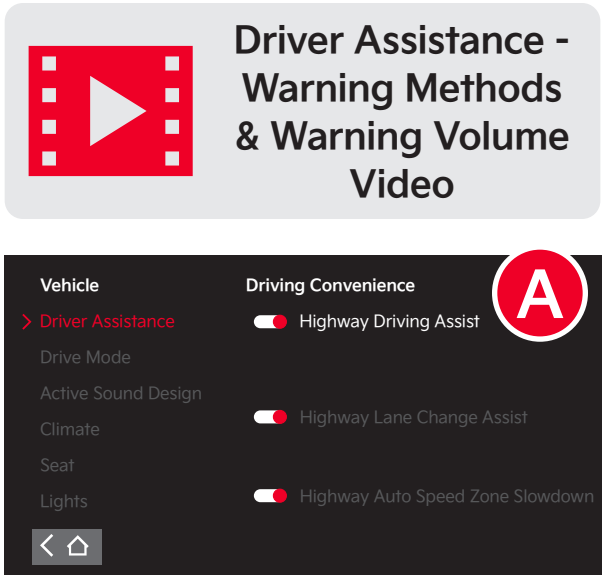 Driver Assistance -
Warning Methods
& Warning Volume
Video
Vehicle
Driver Assistance
Drive Mode
Active Sound Design
Climate
Seat
Lights
Driving Convenience
Highway Driving Assist
Highway Lane Change Assist
Highway Auto Speed Zone Slowdown
A